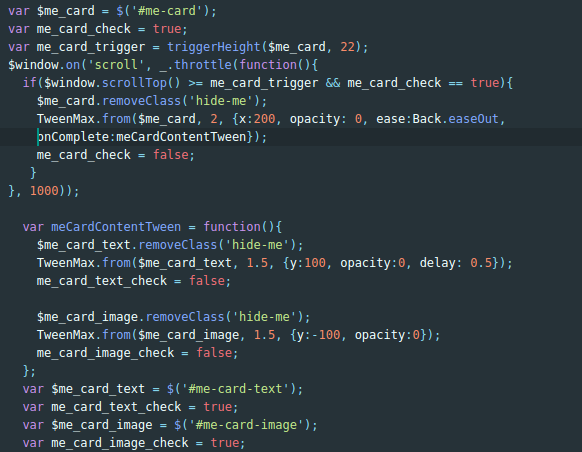 var $me_card = $('#me-card');
var me_card_check = true;
var me_card_trigger = triggerHeight($me_card, 22);
$window.on('scroll', _.throttle(function(){
  if($window.scrollTop() >= me_card_trigger && me_card_check == true){
    $me_card.removeClass('hide-me');
    TweenMax.from($me_card, 2, {x:200, opacity: 0, ease:Back.easeOut,
    onComplete:meCardContentTween});
    me_card_check = false;
   }
}, 1000));
  var meCardContentTween = function(){
    $me_card_text.removeClass('hide-me');
    TweenMax.from($me_card_text, 1.5, {y:100, opacity:0, delay: 0.5});
    me_card_text_check = false;
    $me_card_image.removeClass('hide-me');
    TweenMax.from($me_card_image, 1.5, {y:-100, opacity:0});
    me_card_image_check = false;
  };
  var $me_card_text = $('#me-card-text');
  var me_card_text_check = true;
  var $me_card_image = $('#me-card-image');
  var me_card_image_check = true;